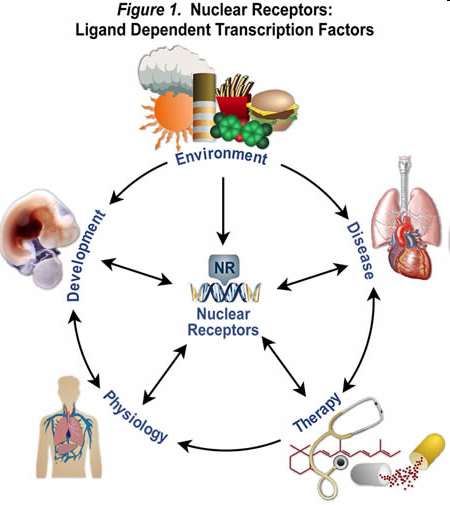 Figure 1. Nuclear Receptors:
Ligand Dependent Transcription Factors
Environment
Development
Disease
NR
Nuclear
Receptors
Physiology
Therapy